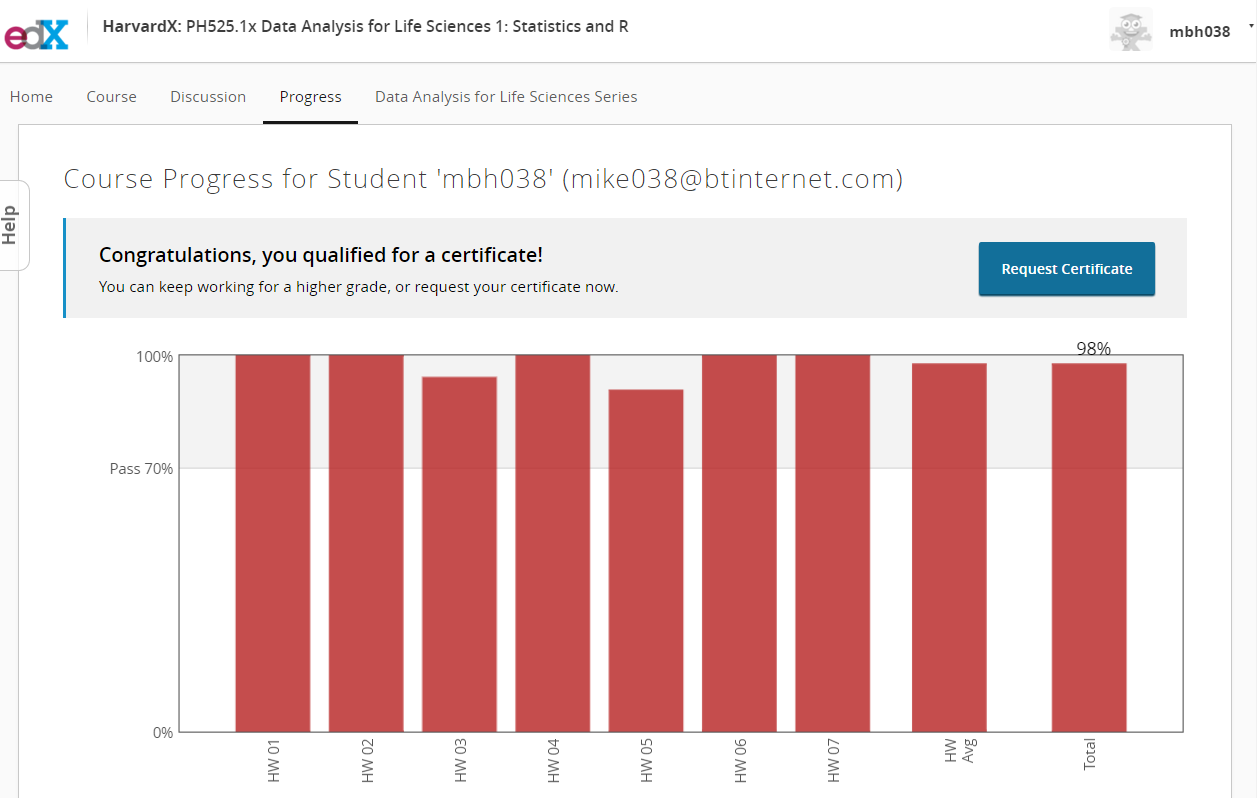 edX
HarvardX: PH525.1x Data Analysis for Life Sciences 1: Statistics and R
mbh038
Home Course Discussion Progress Data Analysis for Life Sciences Series
Help
Course Progress for Student 'mbh038' (mike038@btinternet.com)
Congratulations, you qualified for a certificate!
You can keep working for a higher grade, or request your certificate now.
Request Certificate
98%
100%
Pass 70%
0%
HW 01
HW 02
HW 03
HW 04
HW 05
HW 06
HW 07
HW
Avg
Total